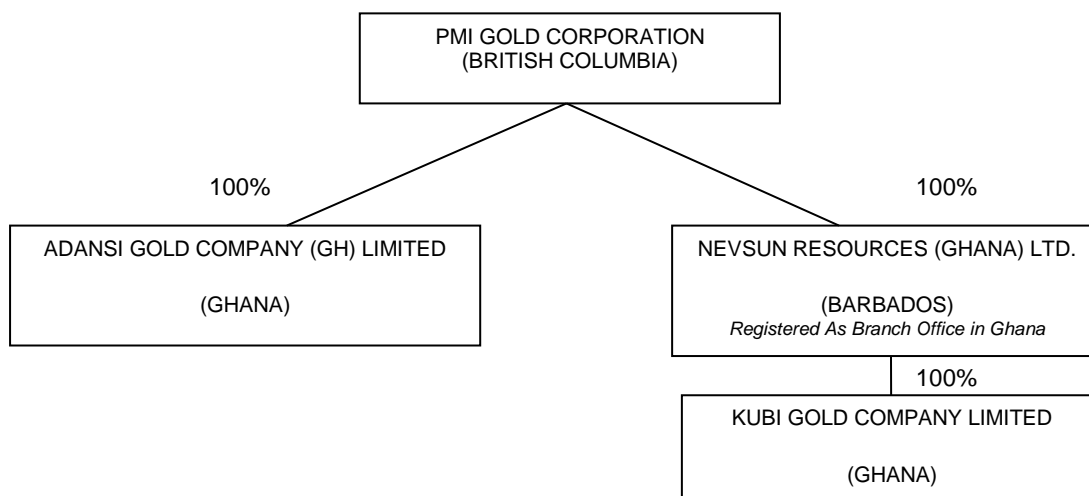 PMI GOLD CORPORATION
(BRITISH COLUMBIA)
100%
100%
ADANSI GOLD COMPANY (GH) LIMITED
(GHANA)
NEVSUN RESOURCES (GHANA) LTD.
(BARBADOS)
Registered As Branch Office in Ghana
100%
KUBI GOLD COMPANY LIMITED
(GHANA)